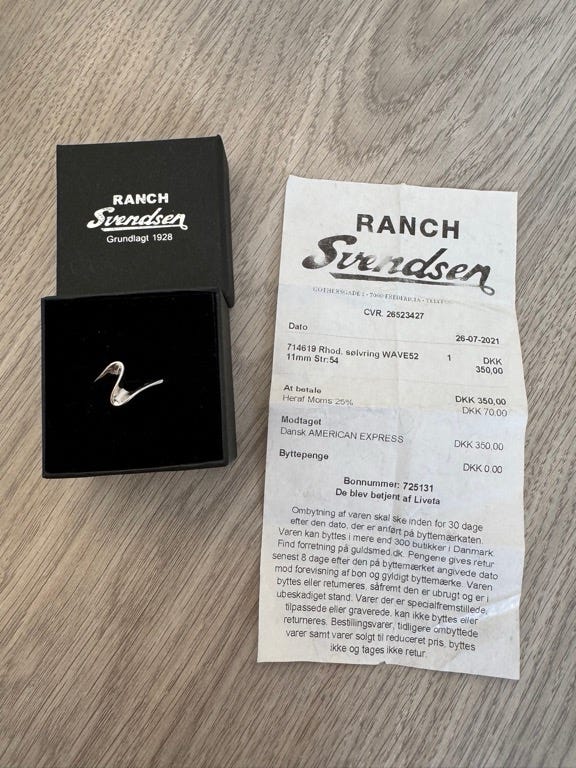 RANCH
Svendsen
Grundlagt 1928
RANCH
Svendsen
GOTHERSGADE 1 - 7000 FREDERICIA - TELEFON
CVR. 26523427
Dato 26-07-2021
714619 Rhod. sølvring WAVE52 1 DKK
11mm Str:54 350,00
At betale DKK 350,00
Heraf Moms 25% DKK 70.00
Modtaget
Dansk AMERICAN EXPRESS DKK 350,00
Byttepenge DKK 0.00
Bonnummer: 725131
De blev betjent af Liveta
Ombytning af varen skal ske inden for 30 dage
efter den dato, der er anført på byttemærkaten.
Varen kan byttes i mere end 300 butikker i Danmark.
Find forretning på guldsmed.dk. Pengene gives retur
senest 8 dage efter den på byttemærket angivede dato
mod forevisning af bon og gyldigt byttemærke. Varen
byttes eller returneres, såfremt den er ubrugt og er i
ubeskadiget stand. Varer der er specialfremstillede,
tilpassede eller graverede, kan ikke byttes eller
returneres. Bestillingsvarer, tidligere ombyttede
varer samt varer solgt til reduceret pris, byttes
ikke og tages ikke retur.